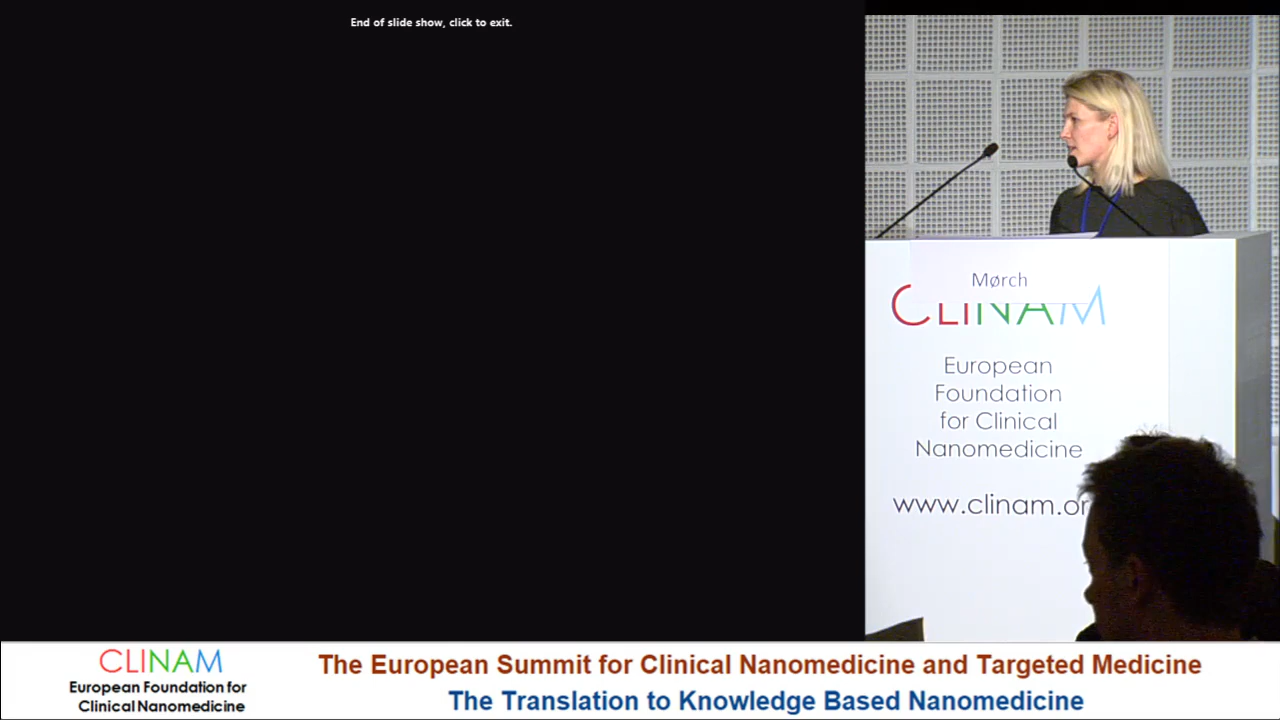 End of slide show, click to exit.
Mørch
CLINAM
European
Foundation
for Clinical
Nanomedicine
www.clinam.or
CLINAM
European Foundation for
Clinical Nanomedicine
The European Summit for Clinical Nanomedicine and Targeted Medicine
The Translation to Knowledge Based Nanomedicine